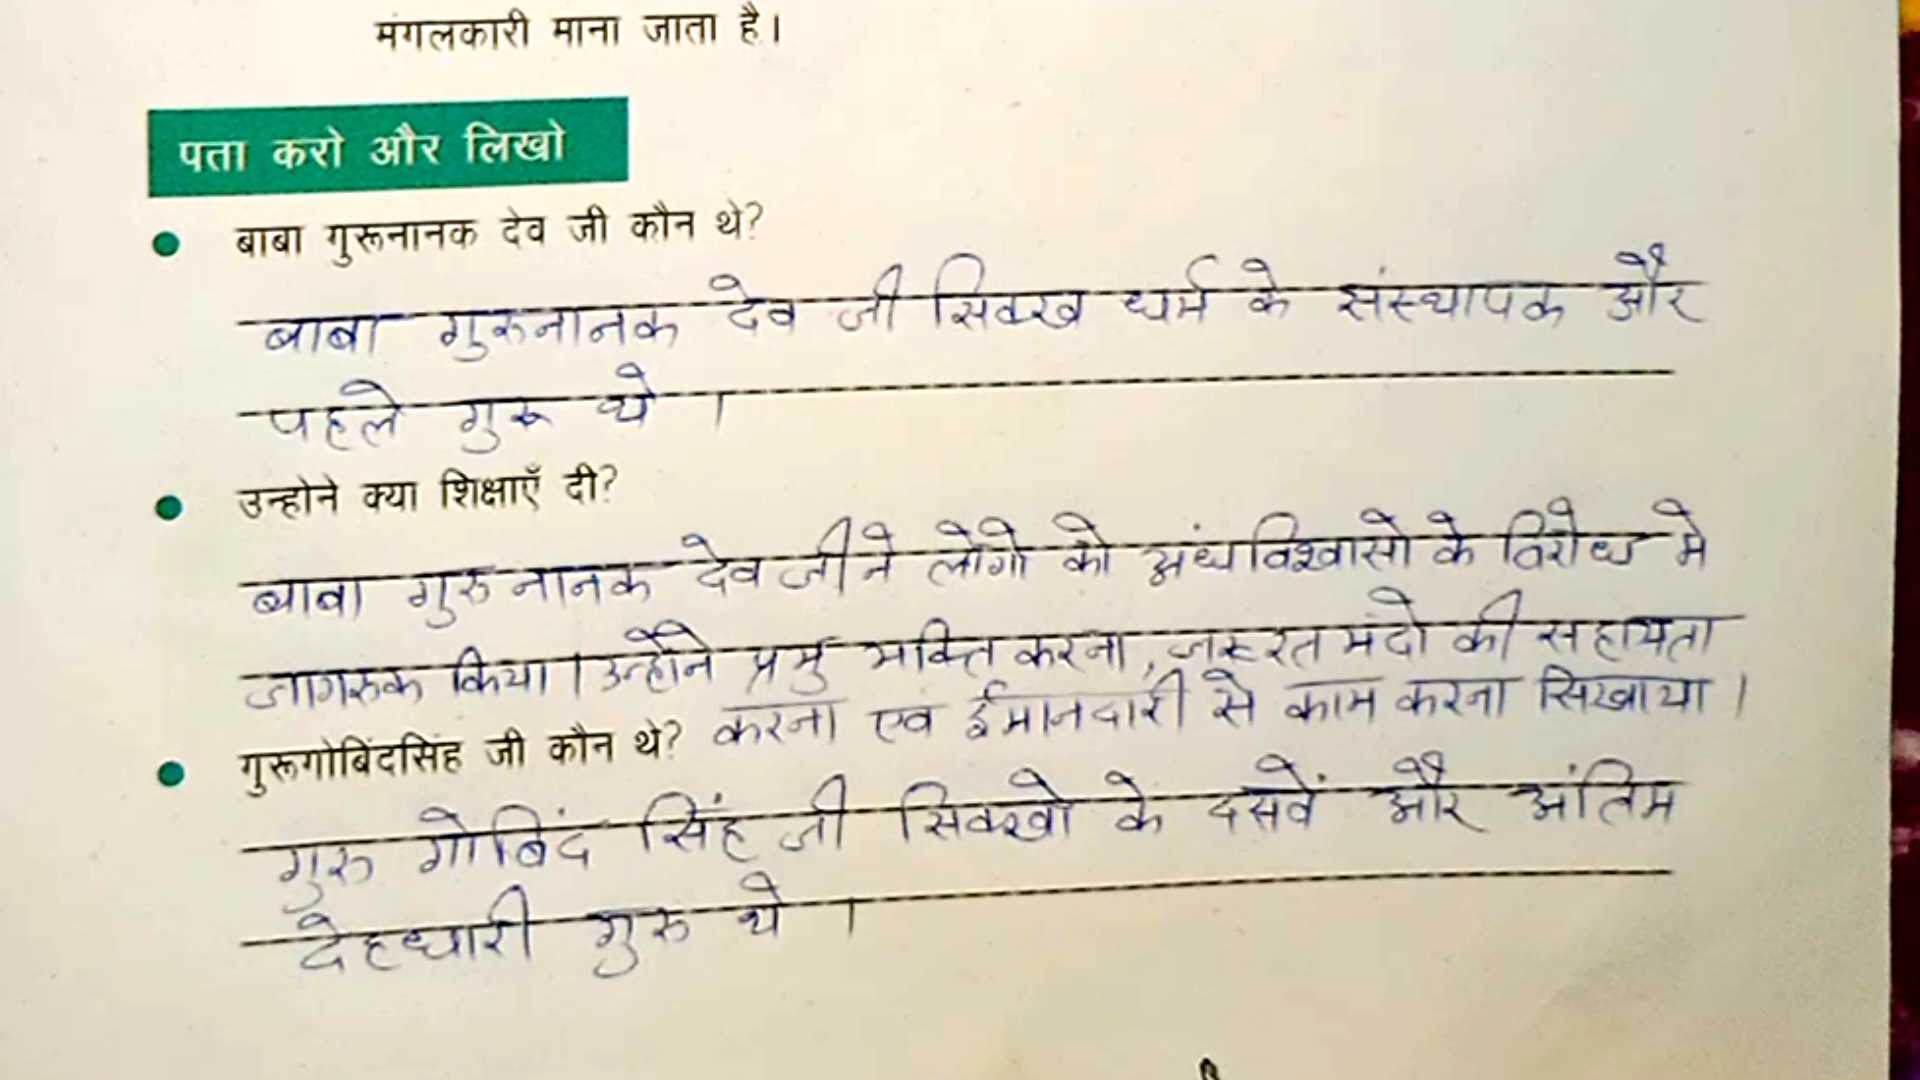 मंगलकारी माना जाता है।
पता करो और लिखो
बाबा गुरूनानक देव जी कौन थे?
बाबा गुरूनानक देव जी सिक्ख धर्म के संस्थापक और
पहले गुरू थे ।
उन्होने क्या शिक्षाएँ दी?
बाबा गुरु नानक देव जी ने लोगो को अंधविश्वासो के विरोध मे
जागरूक किया । उन्होंने प्रभु भक्ति करना, जरूरत मंदो की सहायता
करना एवं ईमानदारी से काम करना सिखाया ।
गुरूगोबिंदसिंह जी कौन थे?
गुरु गोबिंद सिंह जी सिक्खो के दसवें और अंतिम
देहधारी गुरु थे ।